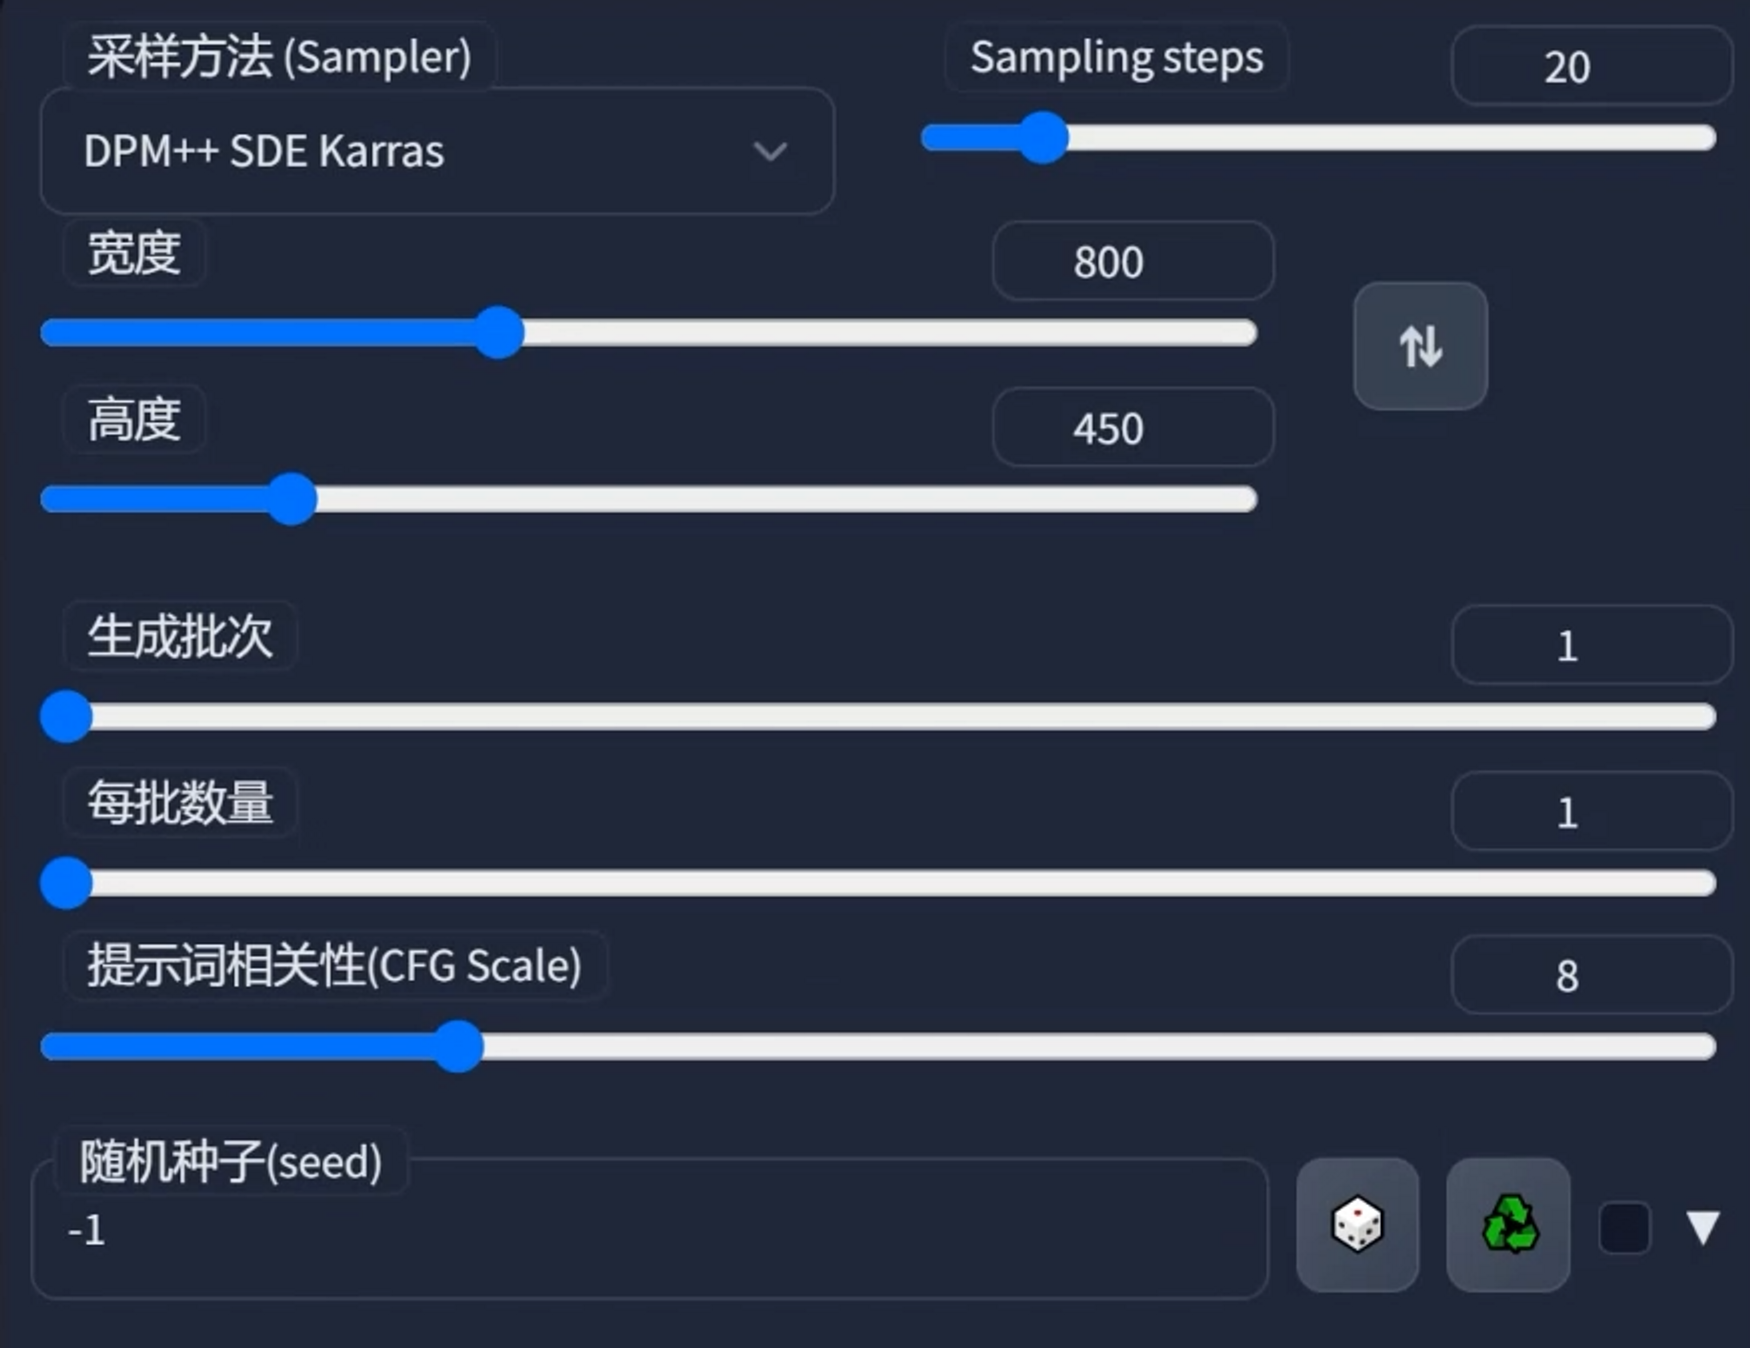 采样方法 (Sampler)
Sampling steps
20
DPM++ SDE Karras
宽度
800
高度
450
生成批次
1
每批数量
1
提示词相关性(CFG Scale)
8
随机种子(seed)
-1